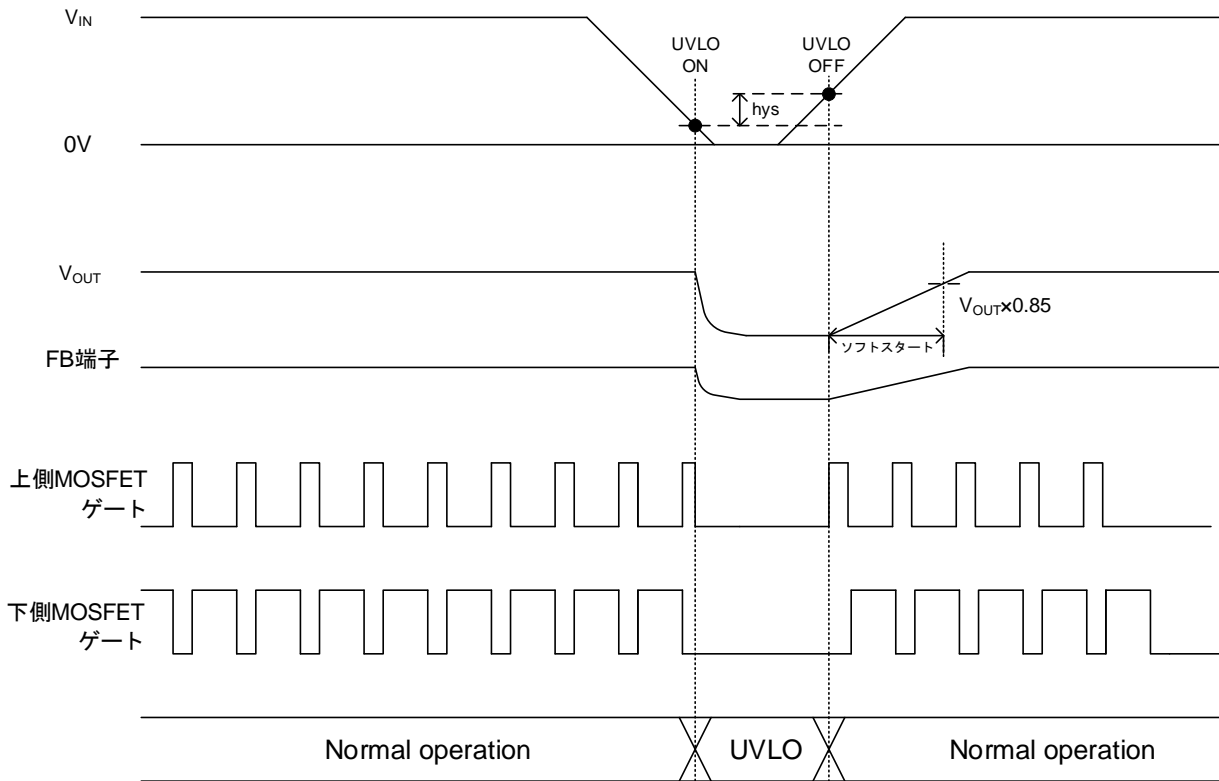 VIN
UVLO
ON
UVLO
OFF
hys
0V
VOUT
VOUT×0.85
ソフトスタート
FB端子
上側MOSFET
ゲート
下側MOSFET
ゲート
Normal operation
UVLO
Normal operation